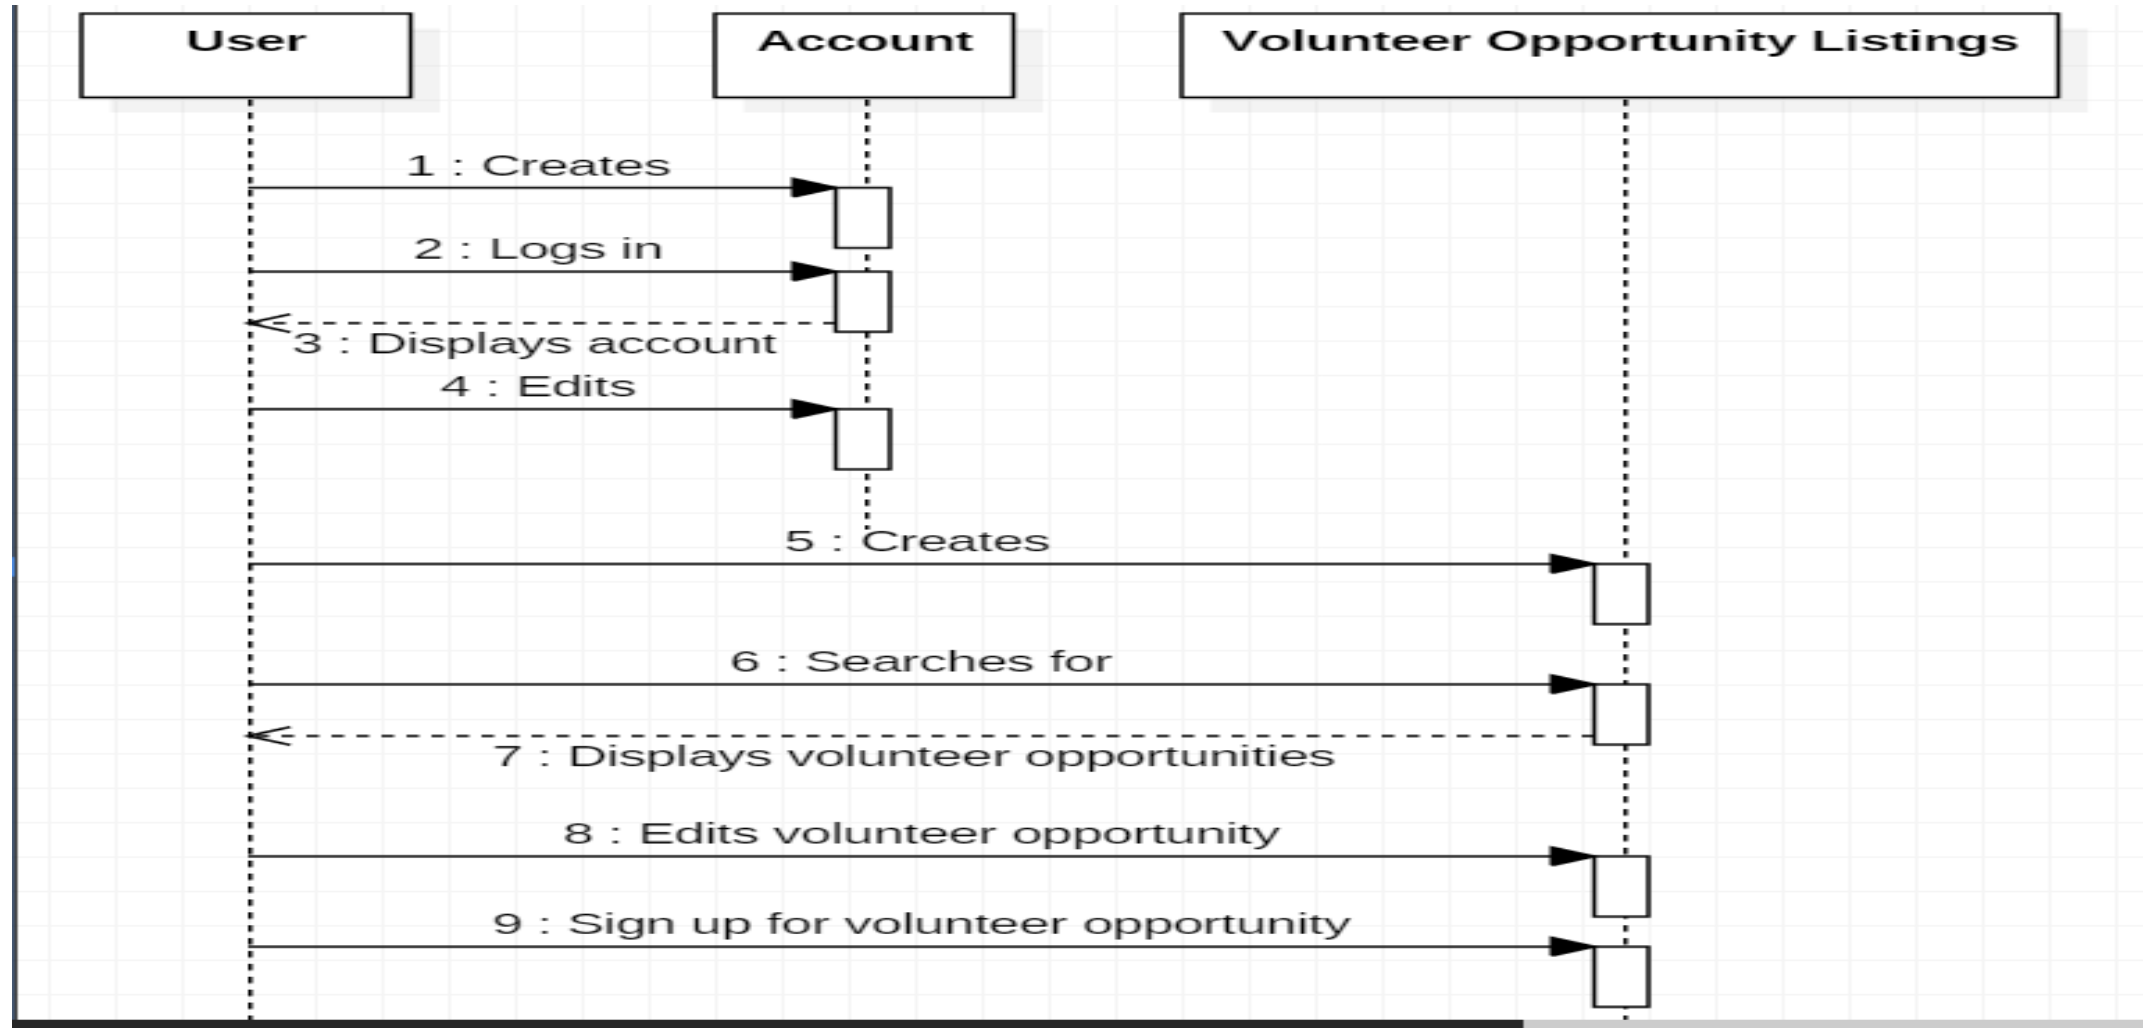 User
Account
Volunteer Opportunity Listings
1 : Creates
2 : Logs in
3 : Displays account
4 : Edits
5 : Creates
6 : Searches for
7 : Displays volunteer opportunities
8 : Edits volunteer opportunity
9 : Sign up for volunteer opportunity